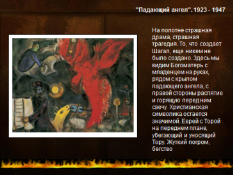 "Падающий ангел". 1923 - 1947
На полотне страшная
драма, страшная
трагедия. То, что создает
Шагал, еще никем не
было создано. Здесь мы
видим Богоматерь с
младенцем на руках,
рядом с крылом
падающего ангела, с
правой стороны распятие
и горящую перед ним
свечу. Христианская
символика остается
значимой. Еврей с Торой
на переднем плане,
убегающий и уносящий
Тору. Жуткий погром,
бегство